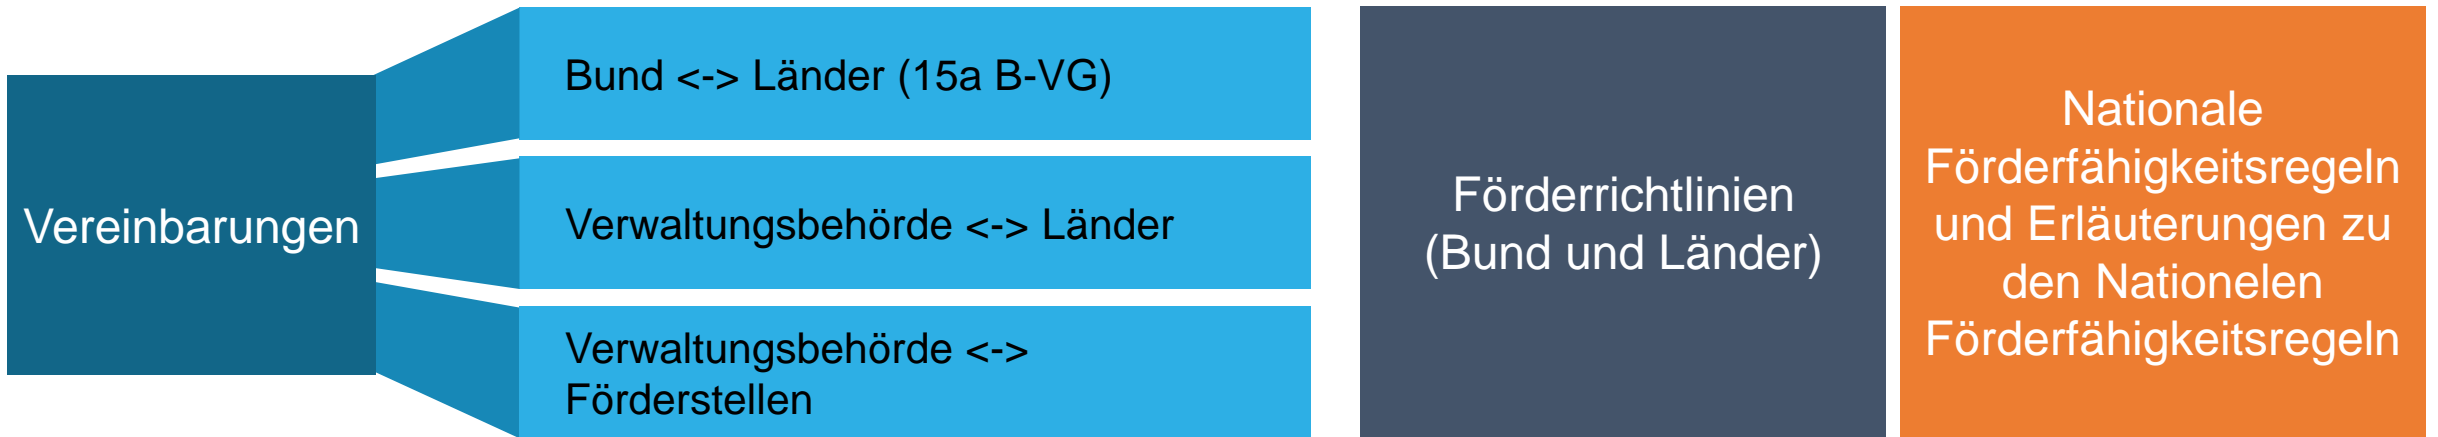 Vereinbarungen
Bund <-> Länder (15a B-VG)
Verwaltungsbehörde <-> Länder
Verwaltungsbehörde <->
Förderstellen
Förderrichtlinien
(Bund und Länder)
Nationale
Förderfähigkeitsregeln
und Erläuterungen zu
den Nationelen
Förderfähigkeitsregeln